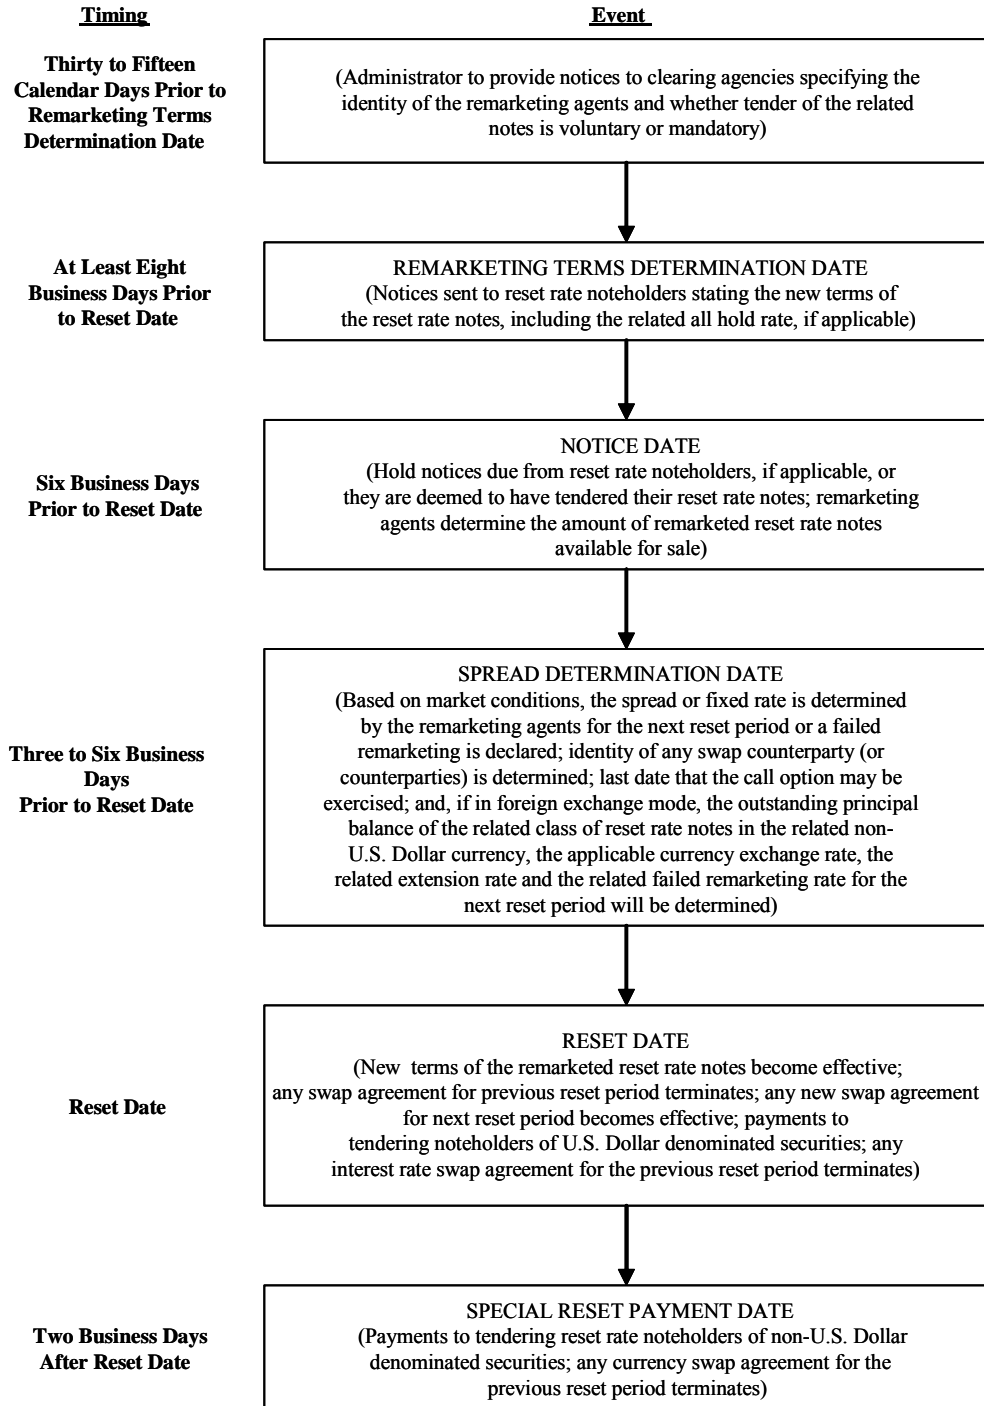 Timing
Event
Thirty to Fifteen
Calendar Days Prior to
Remarketing Terms
Determination Date
(Administrator to provide notices to clearing agencies specifying the
identity of the remarketing agents and whether tender of the related
notes is voluntary or mandatory)
At Least Eight
Business Days Prior
to Reset Date
REMARKETING TERMS DETERMINATION DATE
(Notices sent to reset rate noteholders stating the new terms of
the reset rate notes, including the related all hold rate, if applicable)
Six Business Days
Prior to Reset Date
NOTICE DATE
(Hold notices due from reset rate noteholders, if applicable, or
they are deemed to have tendered their reset rate notes; remarketing
agents determine the amount of remarketed reset rate notes
available for sale)
Three to Six Business
Days
Prior to Reset Date
SPREAD DETERMINATION DATE
(Based on market conditions, the spread or fixed rate is determined
by the remarketing agents for the next reset period or a failed
remarketing is declared; identity of any swap counterparty (or
counterparties) is determined; last date that the call option may be
exercised; and, if in foreign exchange mode, the outstanding principal
balance of the related class of reset rate notes in the related non-
U.S. Dollar currency, the applicable currency exchange rate, the
related extension rate and the related failed remarketing rate for the
next reset period will be determined)
Reset Date
RESET DATE
(New terms of the remarketed reset rate notes become effective;
any swap agreement for previous reset period terminates; any new swap agreement
for next reset period becomes effective; payments to
tendering noteholders of U.S. Dollar denominated securities; any
interest rate swap agreement for the previous reset period terminates)
Two Business Days
After Reset Date
SPECIAL RESET PAYMENT DATE
(Payments to tendering reset rate noteholders of non-U.S. Dollar
denominated securities; any currency swap agreement for the
previous reset period terminates)